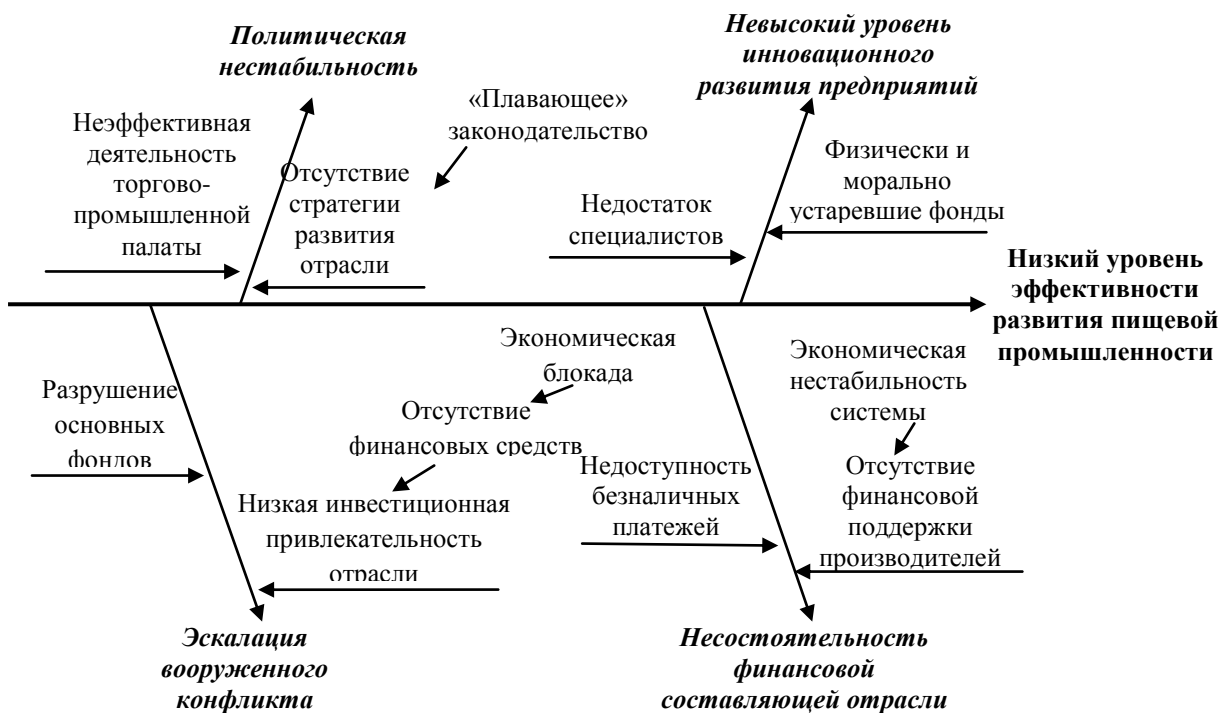 Политическая
нестабильность
Невысокий уровень
инновационного
развития предприятий
«Плавающее»
законодательство
Неэффективная
деятельность
торгово-
промышленной
палаты
Отсутствие
стратегии
развития
отрасли
Недостаток
специалистов
Физически и
морально
устаревшие фонды
Низкий уровень
эффективности
развития пищевой
промышленности
Разрушение
основных
фондов
Экономическая
блокада
Отсутствие
финансовых средств
Низкая инвестиционная
привлекательность
отрасли
Недоступность
безналичных
платежей
Экономическая
нестабильность
системы
Отсутствие
финансовой
поддержки
производителей
Эскалация
вооруженного
конфликта
Несостоятельность
финансовой
составляющей отрасли